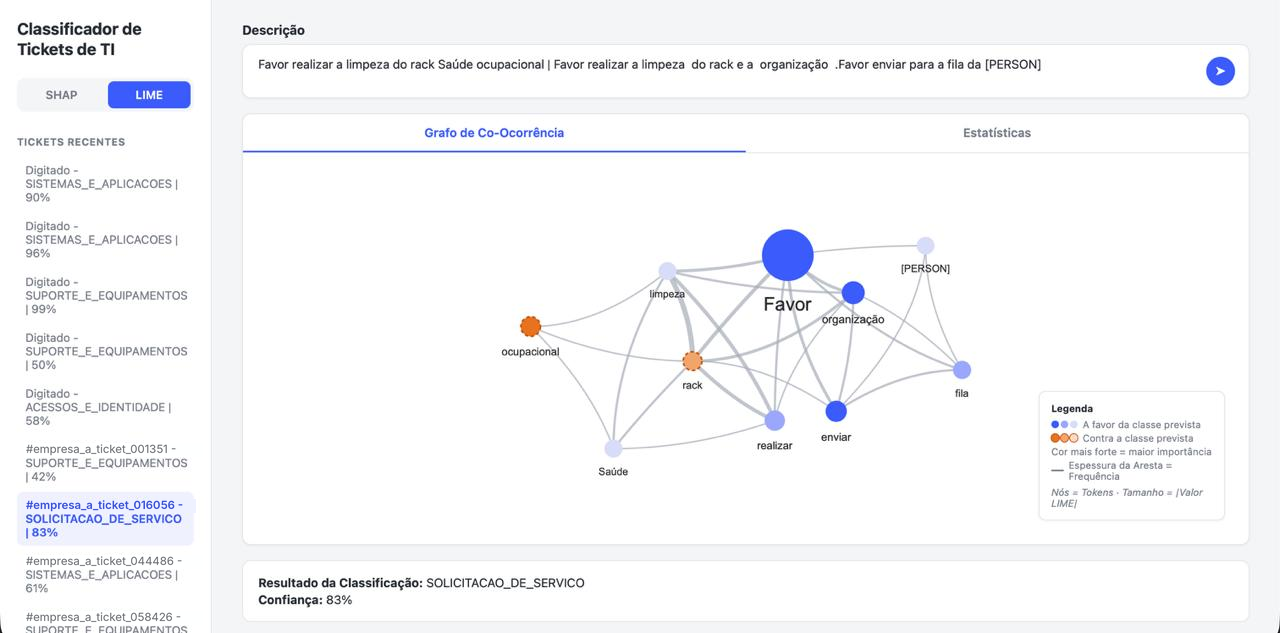 Classificador de
Tickets de TI
SHAP
LIME
TICKETS RECENTES
Digitado -
SISTEMAS_E_APLICACOES |
90%
Digitado -
SISTEMAS_E_APLICACOES |
96%
Digitado -
SUPORTE_E_EQUIPAMENTOS
| 99%
Digitado -
SUPORTE_E_EQUIPAMENTOS
| 50%
Digitado -
ACESSOS_E_IDENTIDADE |
58%
#empresa_a_ticket_001351 -
SUPORTE_E_EQUIPAMENTOS
| 42%
#empresa_a_ticket_016056 -
SOLICITACAO_DE_SERVICO
| 83%
#empresa_a_ticket_044486 -
SISTEMAS_E_APLICACOES |
61%
#empresa_a_ticket_058426 -
SUPORTE_E_EQUIPAMENTOS
Descrição
Favor realizar a limpeza do rack Saúde ocupacional | Favor realizar a limpeza  do rack e a  organização  .Favor enviar para a fila da [PERSON]
Grafo de Co-Ocorrência
Estatísticas
[PERSON]
limpeza
Favor
organização
ocupacional
rack
fila
enviar
realizar
Saúde
Legenda
A favor da classe prevista
Contra a classe prevista
Cor mais forte = maior importância
Espessura da Aresta =
Frequência
Nós = Tokens · Tamanho = |Valor
LIME|
Resultado da Classificação: SOLICITACAO_DE_SERVICO
Confiança: 83%